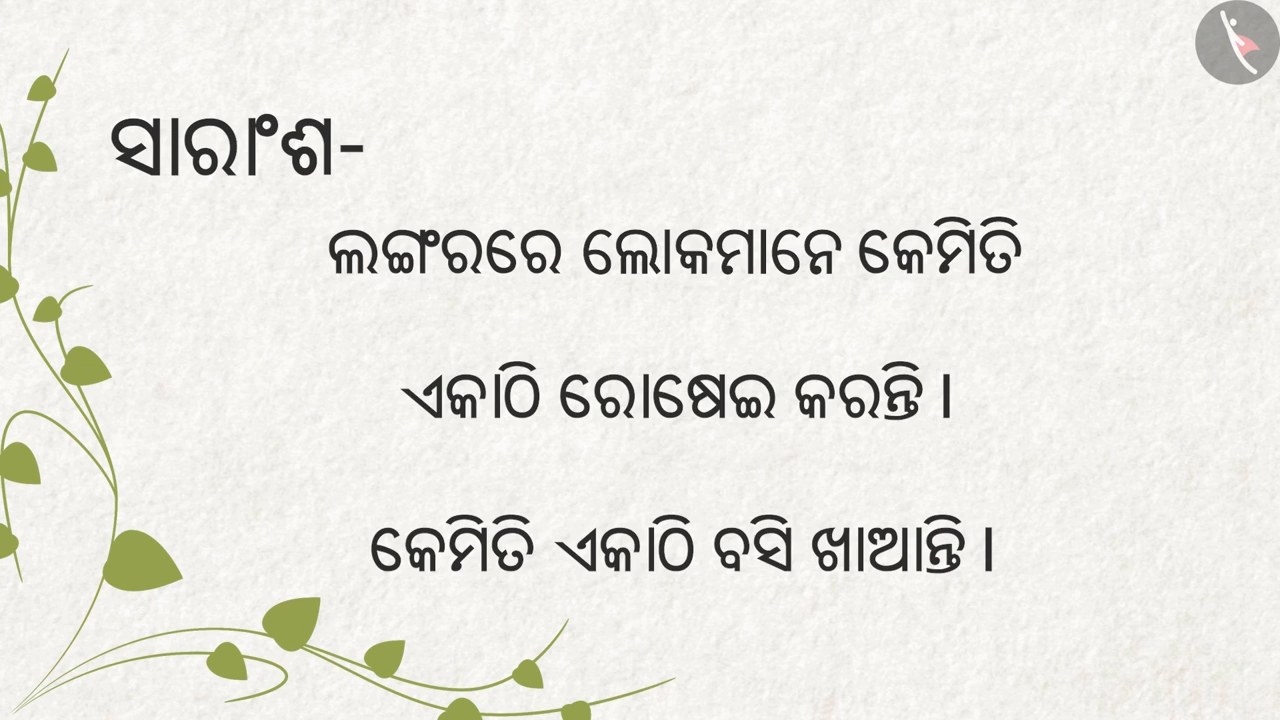 ସାରାଂଶ-
ଲଙ୍ଗରରେ ଲୋକମାନେ କେମିତି
ଏକାଠି ରୋଷେଇ କରନ୍ତି ।
କେମିତି ଏକାଠି ବସି ଖାଆନ୍ତି ।